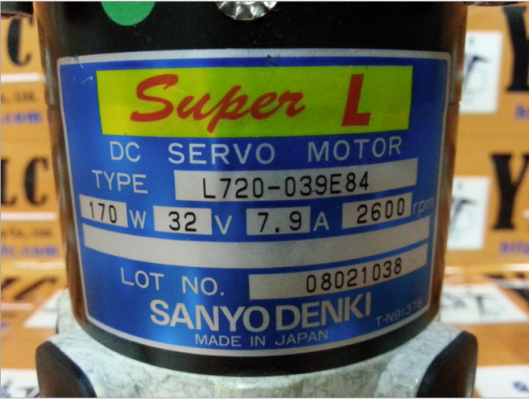 Super L
DC SERVO MOTOR
TYPE L720-039E84
170 W 32 V 7.9 A 2600 rpm
LOT NO. 08021038
SANYO DENKI
MADE IN JAPAN
T-N91378